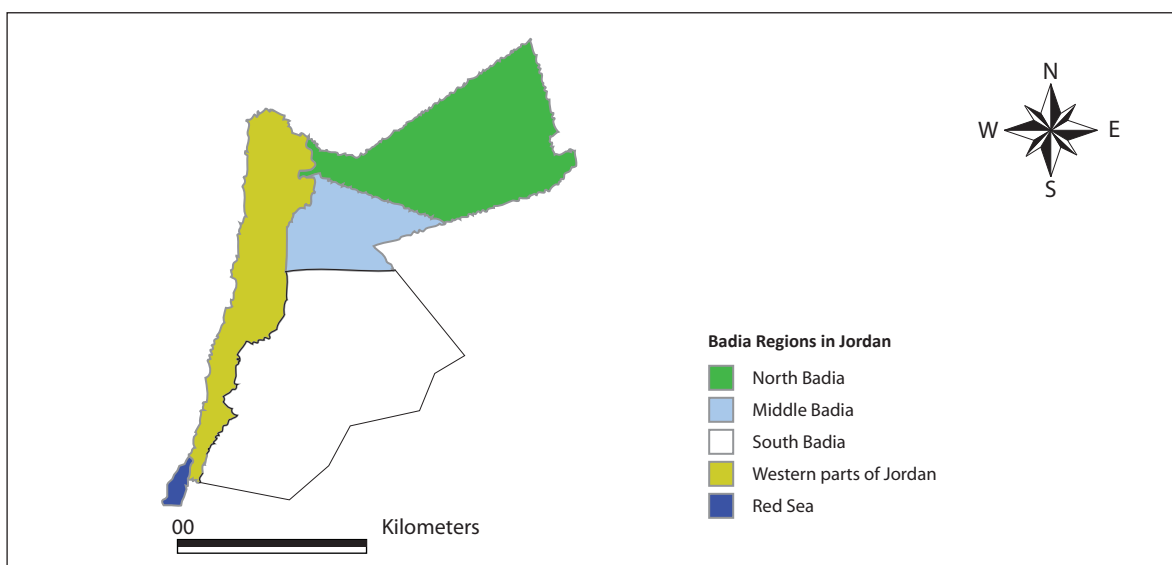 N
W E
S
Badia Regions in Jordan
North Badia
Middle Badia
South Badia
Western parts of Jordan
Red Sea
00 Kilometers